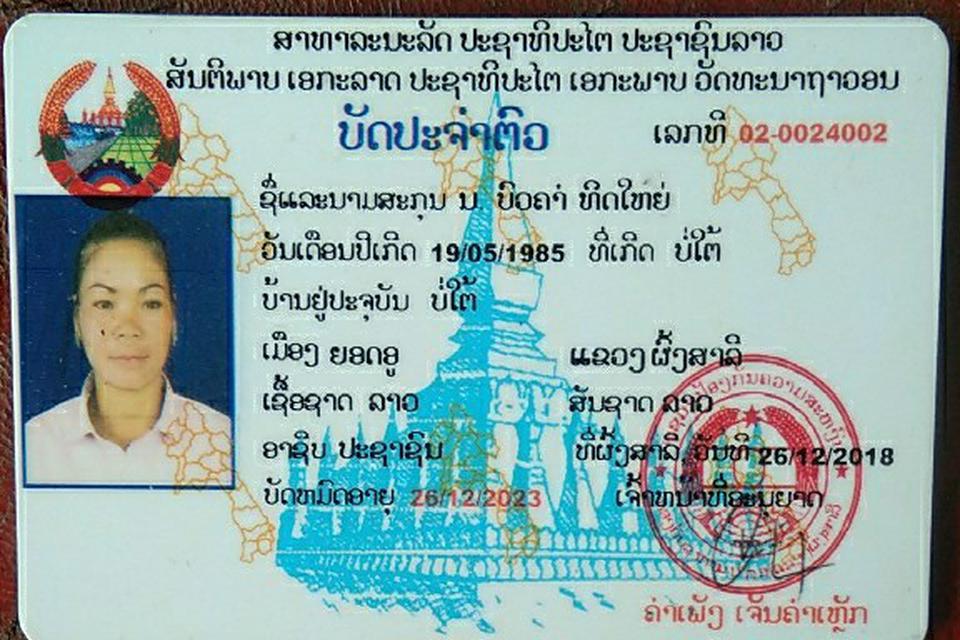 ສາທາລະນະລັດ ປະຊາທິປະໄຕ ປະຊາຊົນລາວ
ສັນຕິພາບ ເອກະລາດ ປະຊາທິປະໄຕ ເອກະພາບ ວັດທະນາຖາວອນ
ບັດປະຈຳຕົວ ເລກທີ 02-0024002
ຊື່ແລະນາມສະກຸນ ນ. ບົວຄຳ ທິດໃຫຍ່
ວັນເດືອນປີເກີດ 19/05/1985 ທີ່ເກີດ ບໍ່ໃຕ້
ບ້ານຢູ່ປະຈຸບັນ ບໍ່ໃຕ້
ເມືອງ ຍອດອູ ແຂວງ ຜົ້ງສາລີ
ເຊື້ອຊາດ ລາວ ສັນຊາດ ລາວ
ອາຊີບ ປະຊາຊົນ ທີ່ຜົ້ງສາລີ, ວັນທີ 26/12/2018
ບັດຫມົດອາຍຸ 26/12/2023 ເຈົ້າຫນ້າທີ່ອະນຸຍາດ
ຄຳເພັງ ເຈັນຄຳເຫຼັກ